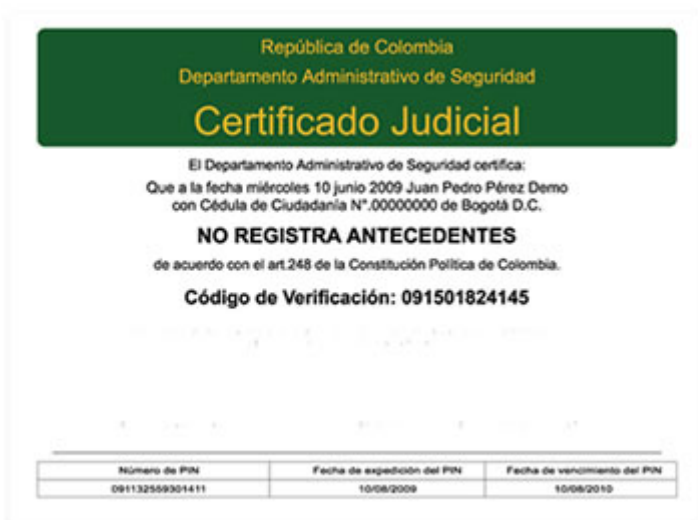 República de Colombia
Departamento Administrativo de Seguridad
Certificado Judicial
El Departamento Administrativo de Seguridad certifica:
Que a la fecha miércoles 10 junio 2009 Juan Pedro Pérez Demo
con Cédula de Ciudadanía N°.00000000 de Bogotá D.C.
NO REGISTRA ANTECEDENTES
de acuerdo con el art.248 de la Constitución Política de Colombia.
Código de Verificación: 091501824145
Número de PIN Fecha de expedición del PIN Fecha de vencimiento del PIN
091132559301411 10/08/2009 10/08/2010